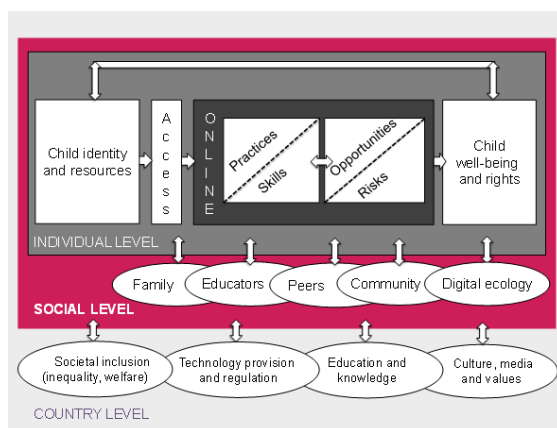 Child identity
and resources
Access
ONLINE
Practices
Skills
Opportunities
Risks
Child
well-being
and rights
INDIVIDUAL LEVEL
Family
Educators
Peers
Community
Digital ecology
SOCIAL LEVEL
Societal inclusion
(inequality, welfare)
Technology provision
and regulation
Education and
knowledge
Culture, media
and values
COUNTRY LEVEL